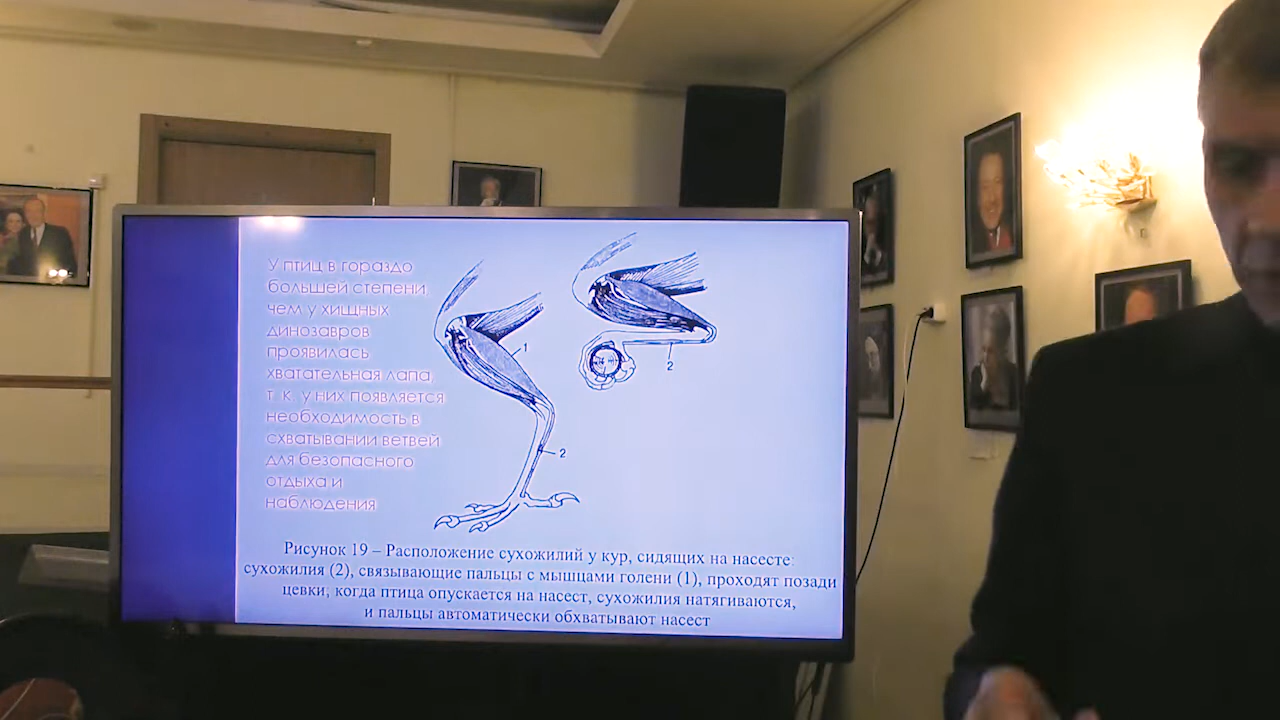 У птиц в гораздо
большей степени,
чем у хищных
динозавров
проявилась
хватательная лапа,
т. к. у них появляется
необходимость в
схватывании ветвей
для безопасного
отдыха и
наблюдения
1
2
2
Рисунок 19 – Расположение сухожилий у кур, сидящих на насесте:
сухожилия (2), связывающие пальцы с мышцами голени (1), проходят позади
цевки; когда птица опускается на насест, сухожилия натягиваются,
и пальцы автоматически обхватывают насест